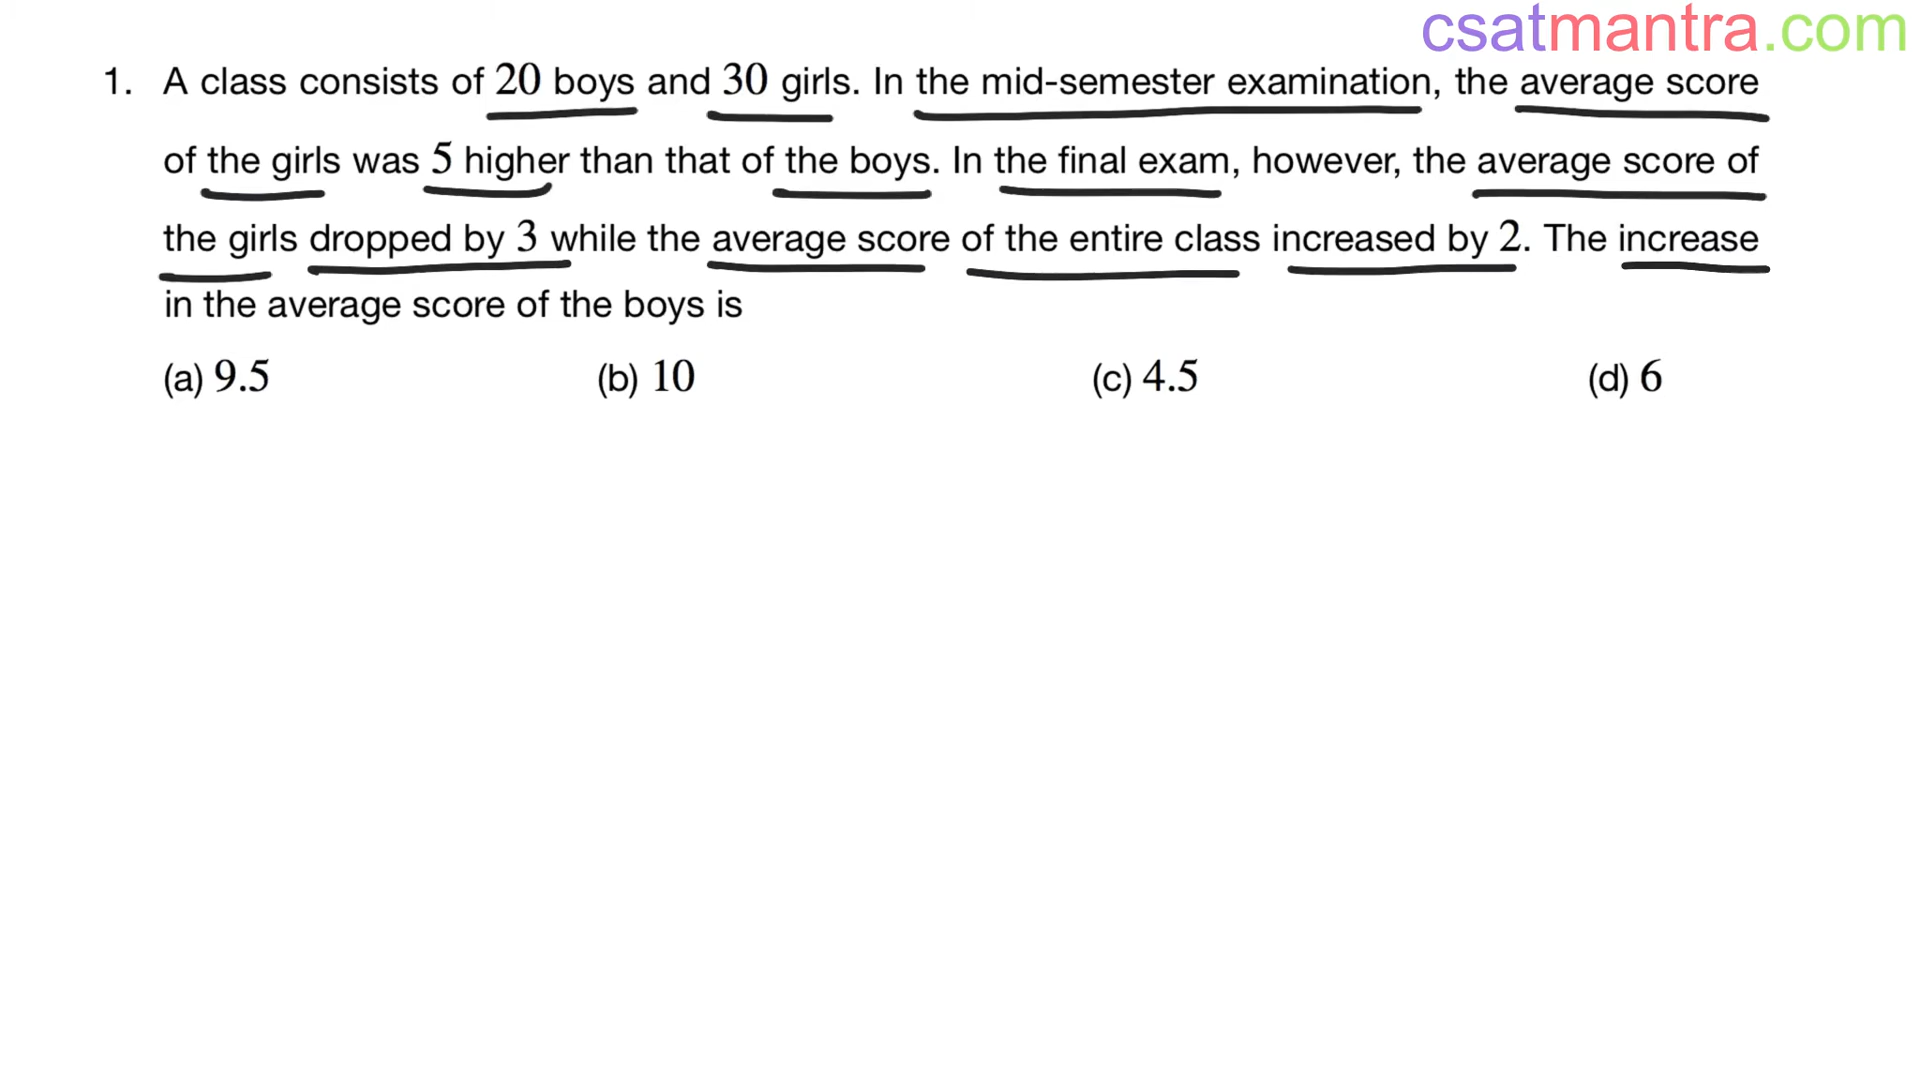 csatmantra.com
1. A class consists of 20 boys and 30 girls. In the mid-semester examination, the average score
of the girls was 5 higher than that of the boys. In the final exam, however, the average score of
the girls dropped by 3 while the average score of the entire class increased by 2. The increase
in the average score of the boys is
(a) 9.5 (b) 10 (c) 4.5 (d) 6